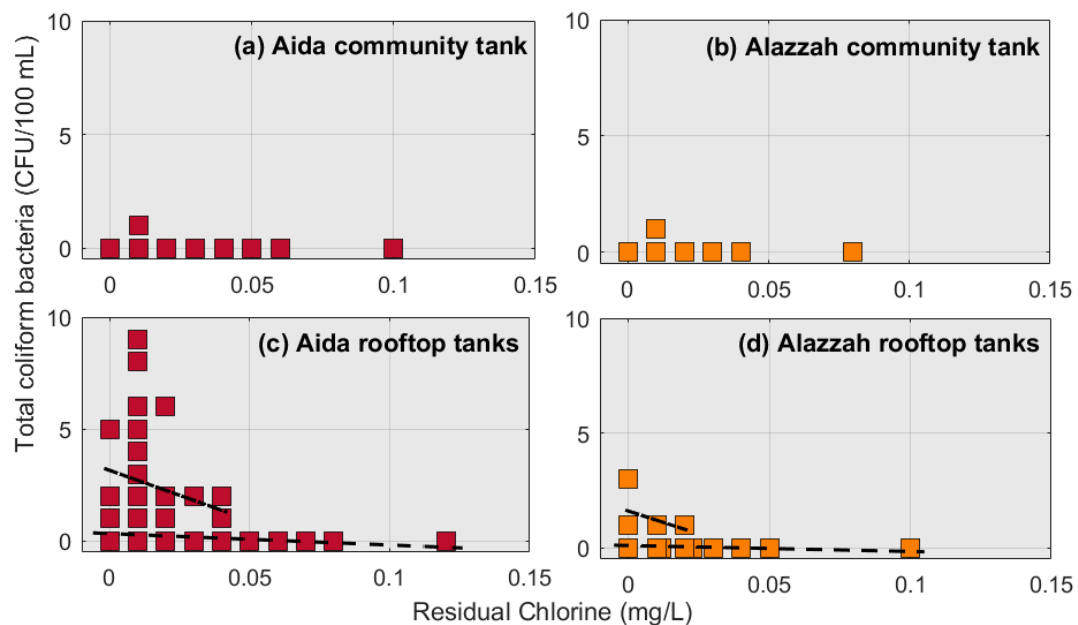 Total coliform bacteria (CFU/100 mL)
(a) Aida community tank
10
5
0
0 0.05 0.1 0.15
(b) Alazzah community tank
10
5
0
0 0.05 0.1 0.15
(c) Aida rooftop tanks
10
5
0
0 0.05 0.1 0.15
(d) Alazzah rooftop tanks
10
5
0
0 0.05 0.1 0.15
Residual Chlorine (mg/L)